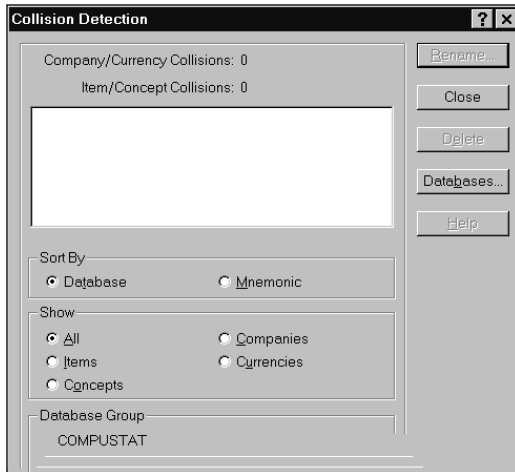 Collision Detection
Company/Currency Collisions: 0
Item/Concept Collisions: 0
Rename...
Close
Delete
Databases...
Help
Sort By
Database
Mnemonic
Show
All
Companies
Items
Currencies
Concepts
Database Group
COMPUSTAT